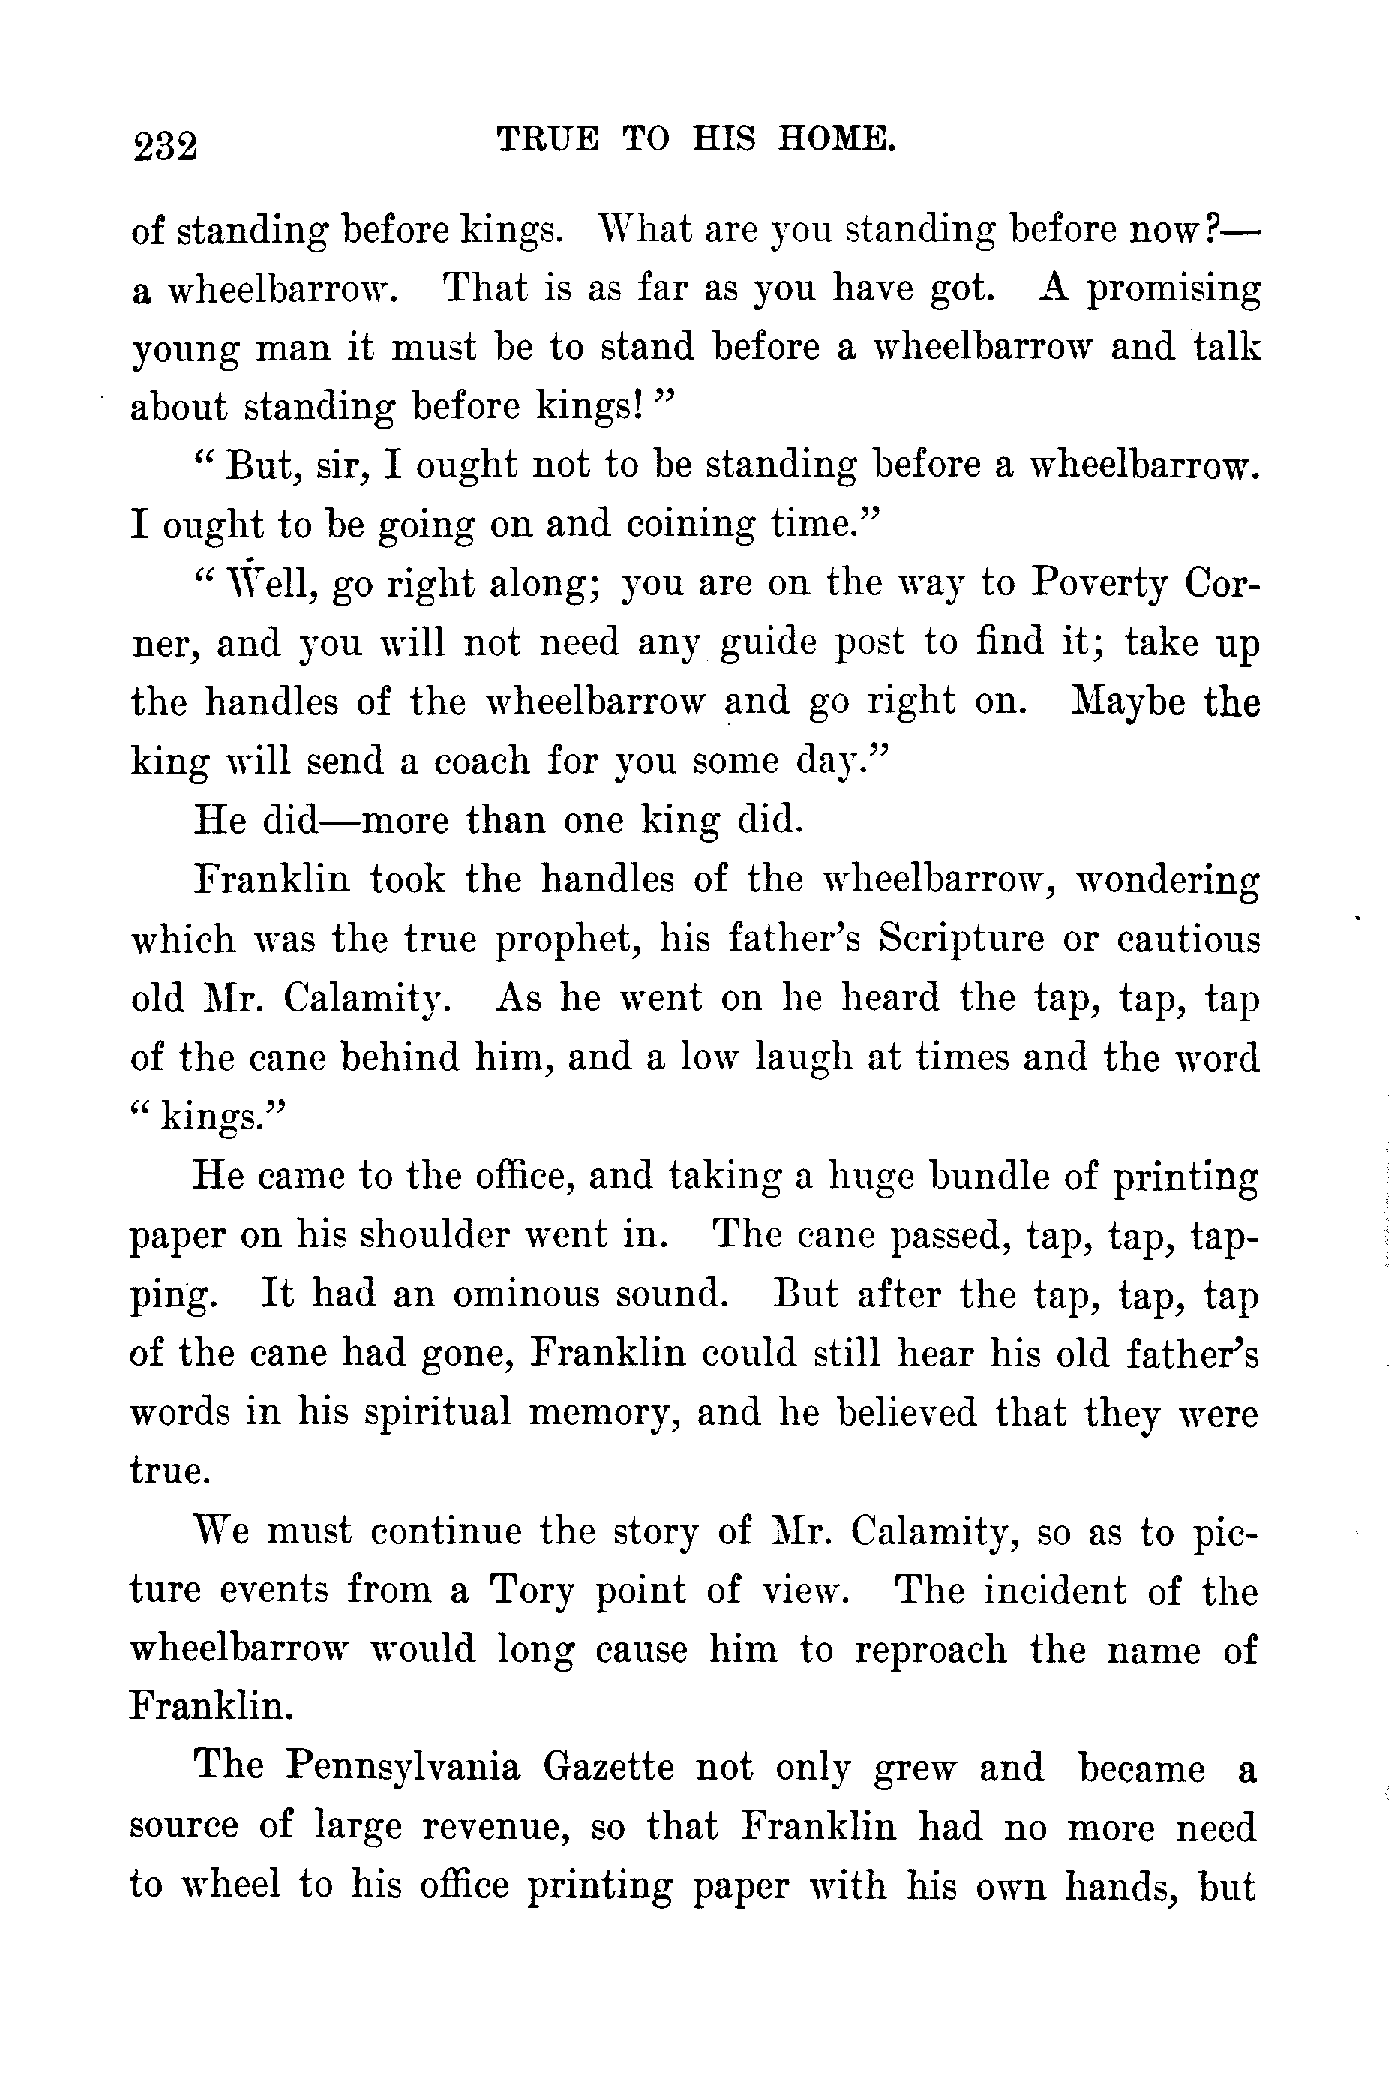 232 TRUE TO HIS HOME.
of standing before kings. What are you standing before now?—
a wheelbarrow. That is as far as you have got. A promising
young man it must be to stand before a wheelbarrow and talk
about standing before kings!”
“ But, sir, I ought not to be standing before a wheelbarrow.
I ought to be going on and coining time.”
“ Well, go right along; you are on the way to Poverty Cor-
ner, and you will not need any guide post to find it; take up
the handles of the wheelbarrow and go right on. Maybe the
king will send a coach for you some day.”
He did—more than one king did.
Franklin took the handles of the wheelbarrow, wondering
which was the true prophet, his father’s Scripture or cautious
old Mr. Calamity. As he went on he heard the tap, tap, tap
of the cane behind him, and a low laugh at times and the word
“ kings.”
He came to the office, and taking a huge bundle of printing
paper on his shoulder went in. The cane passed, tap, tap, tap-
ping. It had an ominous sound. But after the tap, tap, tap
of the cane had gone, Franklin could still hear his old father’s
words in his spiritual memory, and he believed that they were
true.
We must continue the story of Mr. Calamity, so as to pic-
ture events from a Tory point of view. The incident of the
wheelbarrow would long cause him to reproach the name of
Franklin.
The Pennsylvania Gazette not only grew and became a
source of large revenue, so that Franklin had no more need
to wheel to his office printing paper with his own hands, but